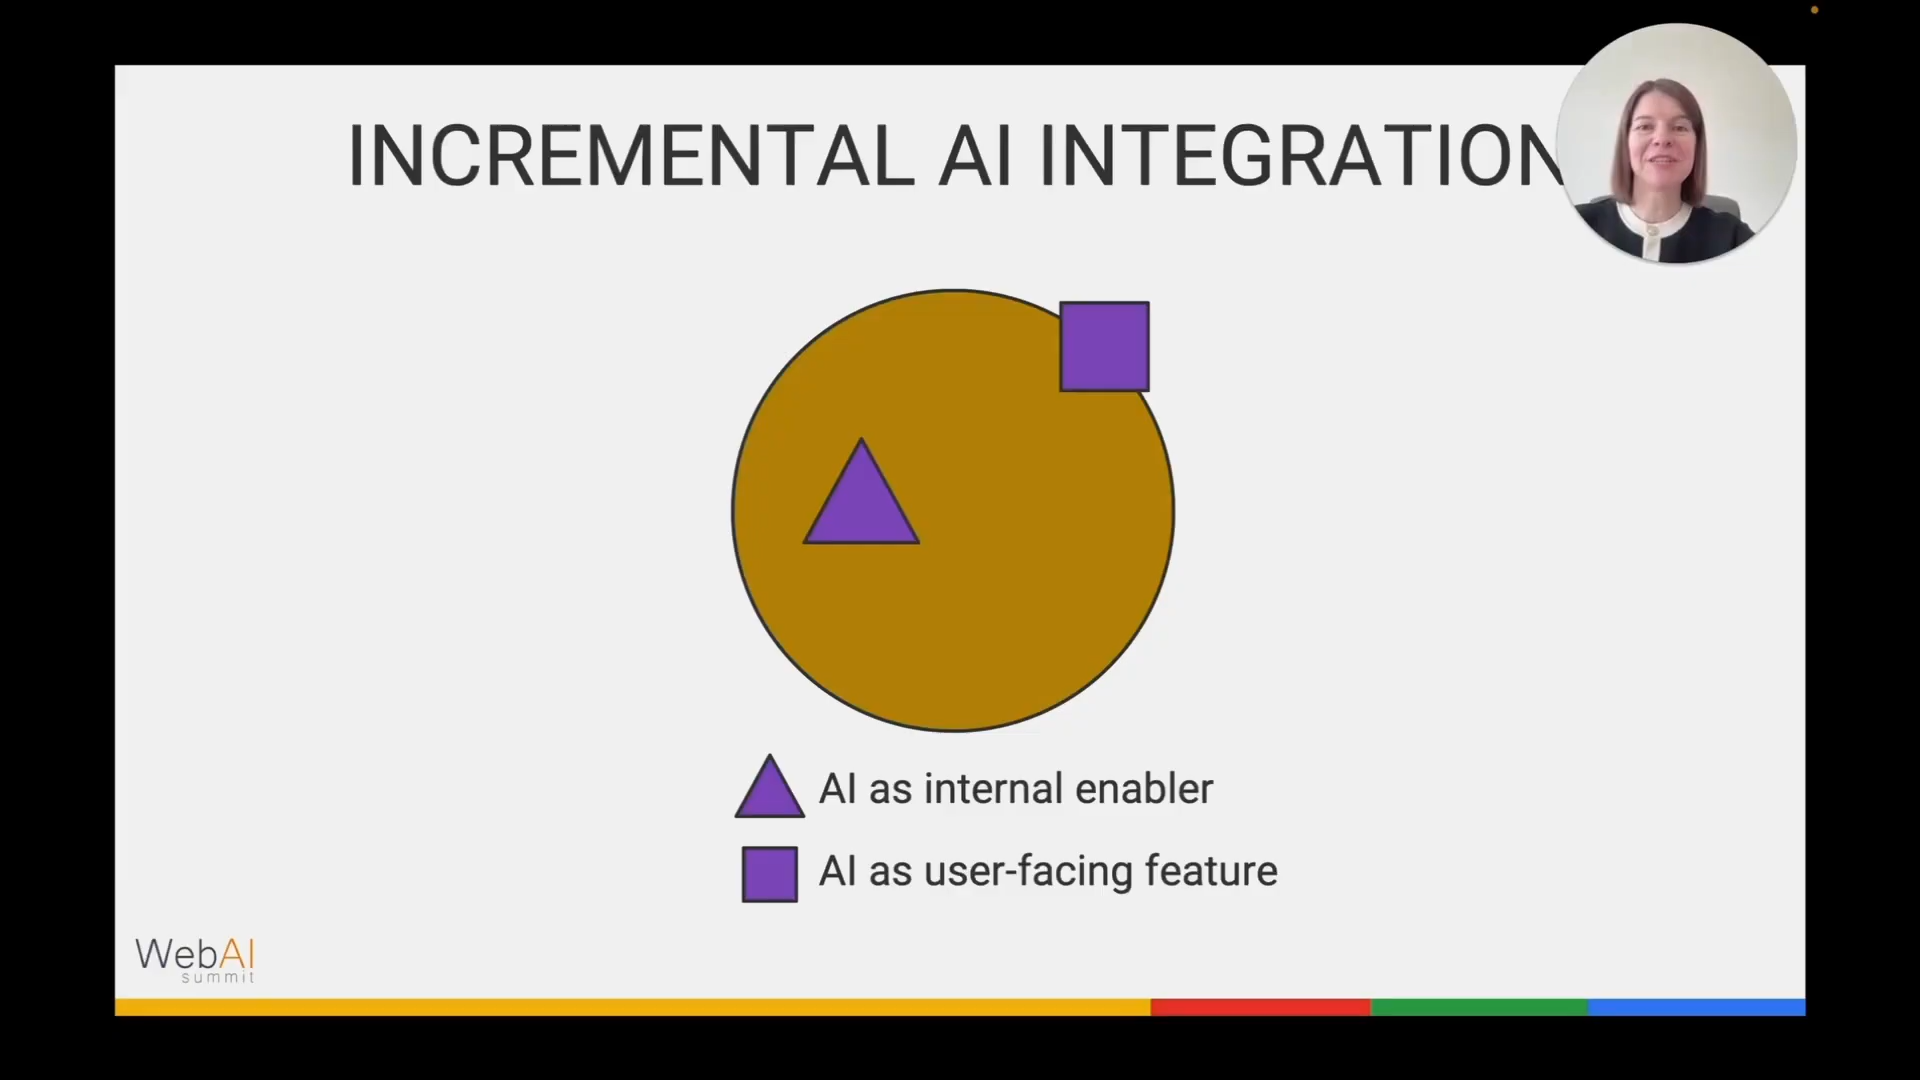 INCREMENTAL AI INTEGRATION
AI as internal enabler
AI as user-facing feature
WebAI
summit